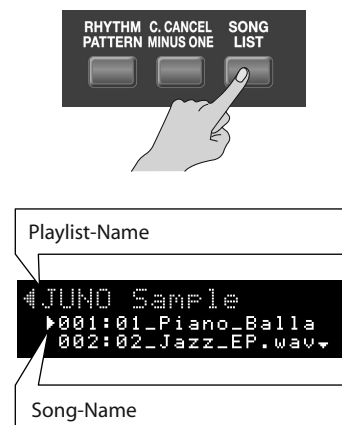 RHYTHM C. CANCEL SONG
PATTERN MINUS ONE LIST
Playlist-Name
JUNO Sample
001:01_Piano_Balla
002:02_Jazz_EP.wav
Song-Name